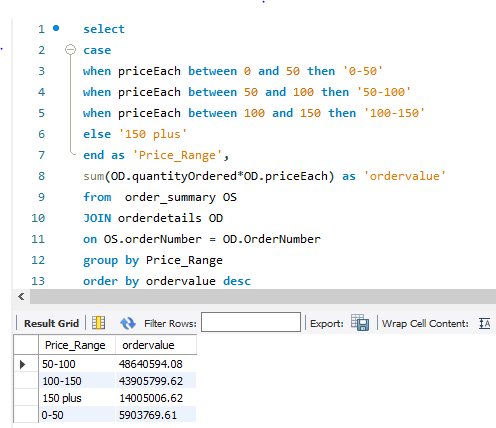 1 select
2 case
3 when priceEach between 0 and 50 then '0-50'
4 when priceEach between 50 and 100 then '50-100'
5 when priceEach between 100 and 150 then '100-150'
6 else '150 plus'
7 end as 'Price_Range',
8 sum(OD.quantityOrdered*OD.priceEach) as 'ordervalue'
9 from order_summary OS
10 JOIN orderdetails OD
11 on OS.orderNumber = OD.OrderNumber
12 group by Price_Range
13 order by ordervalue desc
Result Grid Filter Rows: Export: Wrap Cell Content:
Price_Range ordervalue
50-100 48640594.08
100-150 43905799.62
150 plus 14005006.62
0-50 5903769.61